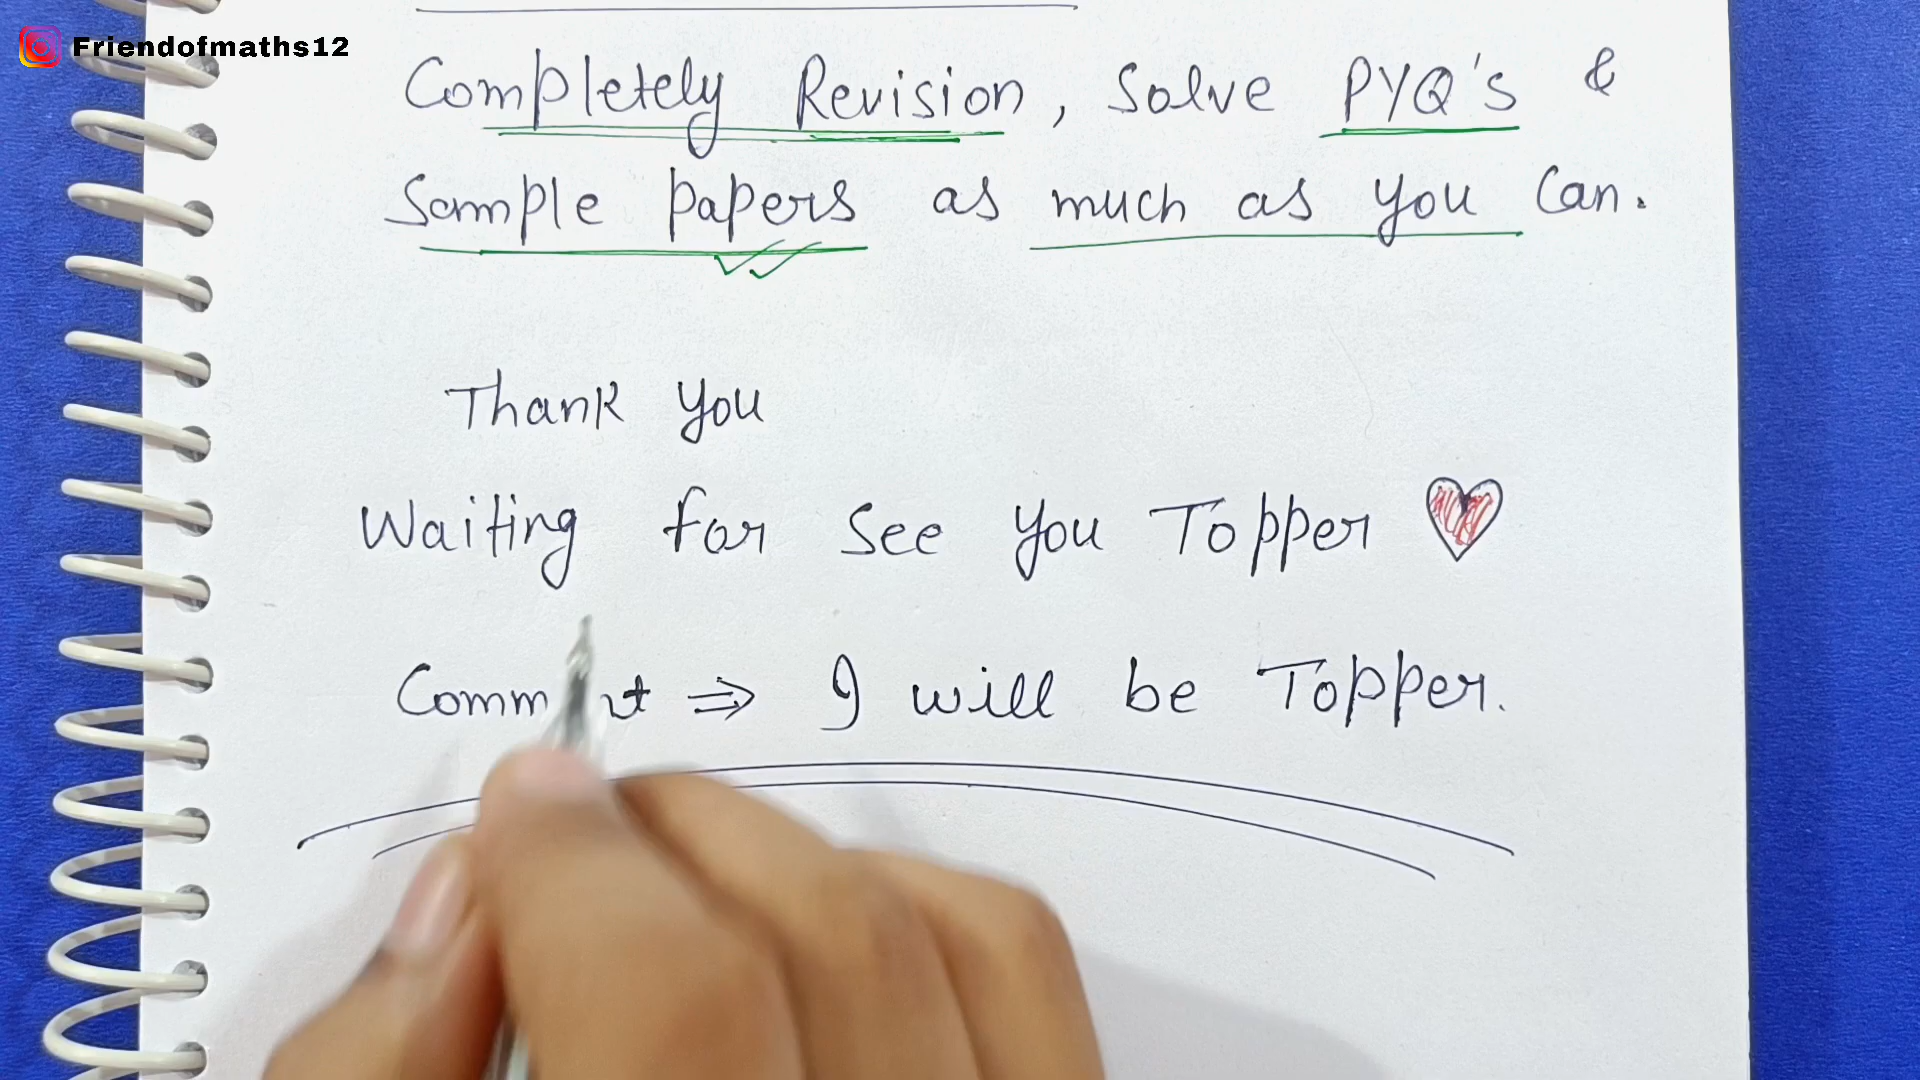 Friendofmaths12
Completely Revision, Solve PYQ's &
Sample papers as much as you can.
Thank you
Waiting for see you Topper
⇒ I will be Topper.